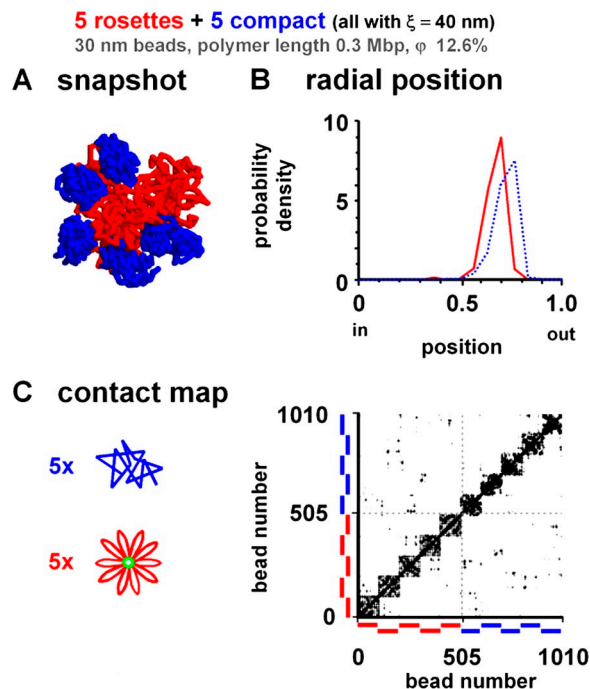 5 rosettes + 5 compact (all with ξ = 40 nm)
30 nm beads, polymer length 0.3 Mbp, φ 12.6%
A snapshot
B radial position
probability density
10
5
0
0 0.5 1.0
in out
position
C contact map
5x
5x
bead number
1010
505
0
0 505 1010
bead number